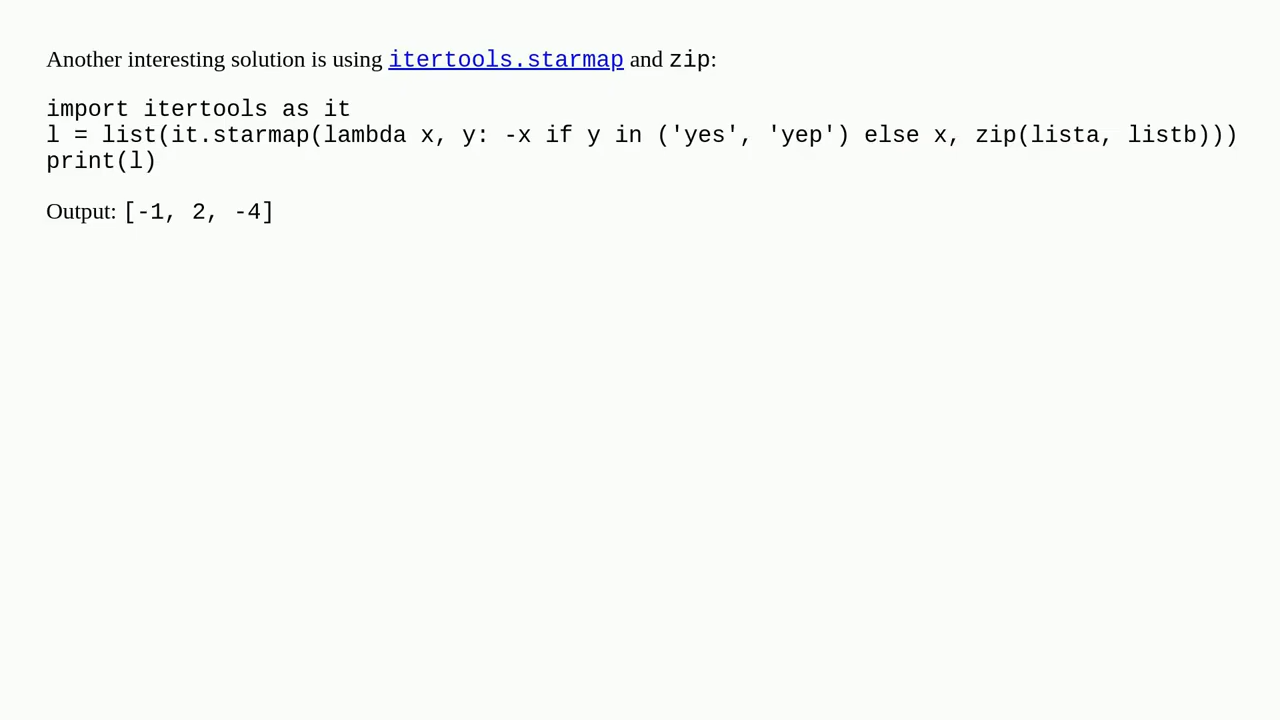 Another interesting solution is using itertools.starmap and zip:
import itertools as it
l = list(it.starmap(lambda x, y: -x if y in ('yes', 'yep') else x, zip(lista, listb)))
print(l)
Output: [-1, 2, -4]